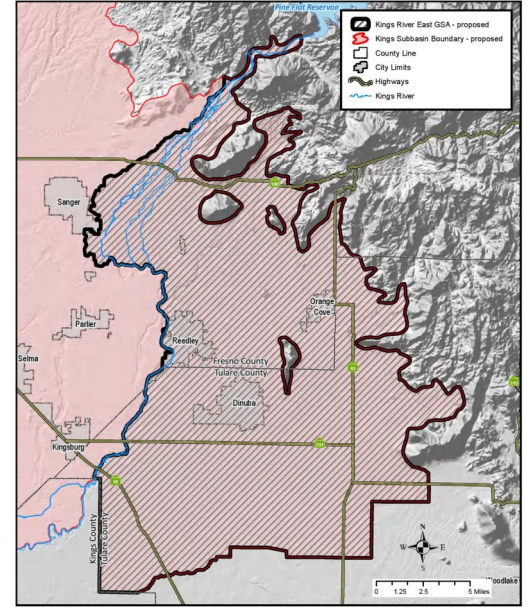 Pine Flat Reservoir
Kings River East GSA - proposed
Kings Subbasin Boundary - proposed
County Line
City Limits
Highways
Kings River
Sanger
Parlier
Orange
Cove
Reedley
Selma
Fresno County
Tulare County
Dinuba
63
Kingsburg
99
Kings County
Tulare County
N
W
E
S
Woodlake
0 1.25 2.5 5 Miles